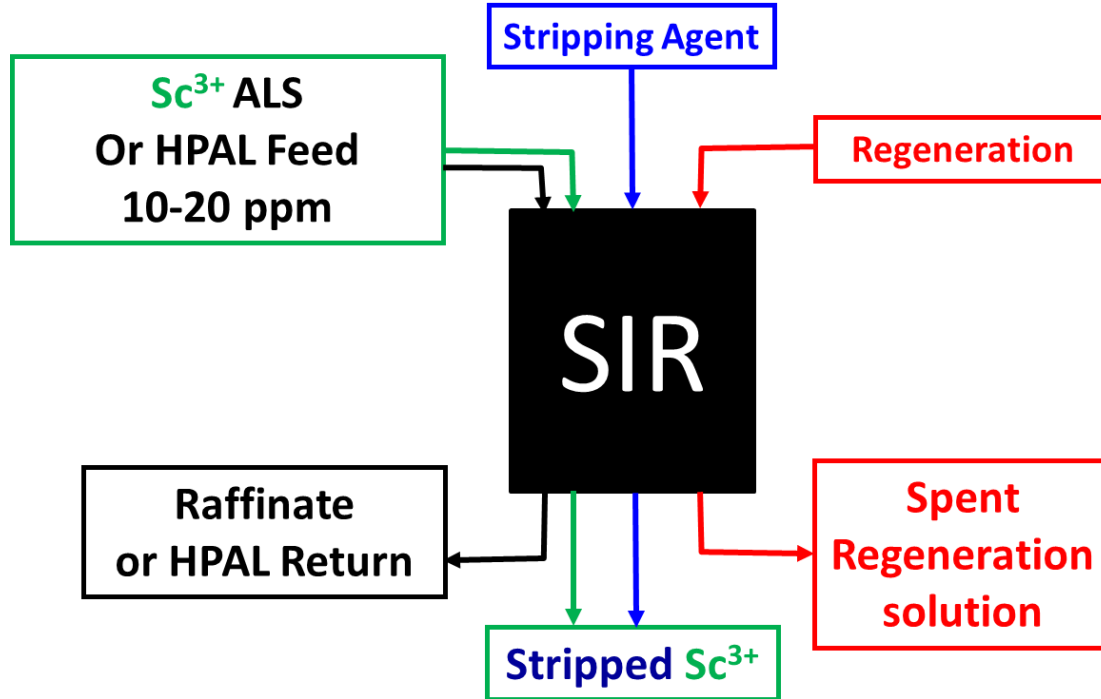 Stripping Agent
Sc³⁺ ALS
Or HPAL Feed
10-20 ppm
Regeneration
SIR
Raffinate
or HPAL Return
Spent
Regeneration
solution
Stripped Sc³⁺